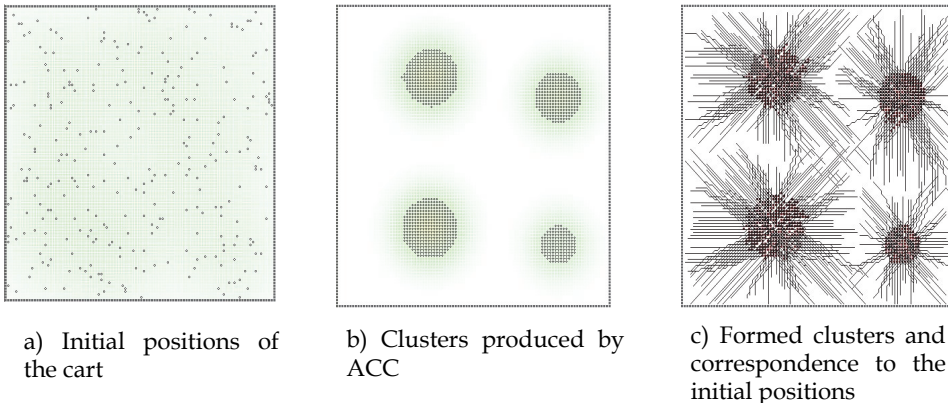 a) Initial positions of
the cart
b) Clusters produced by
ACC
c) Formed clusters and
correspondence to the
initial positions